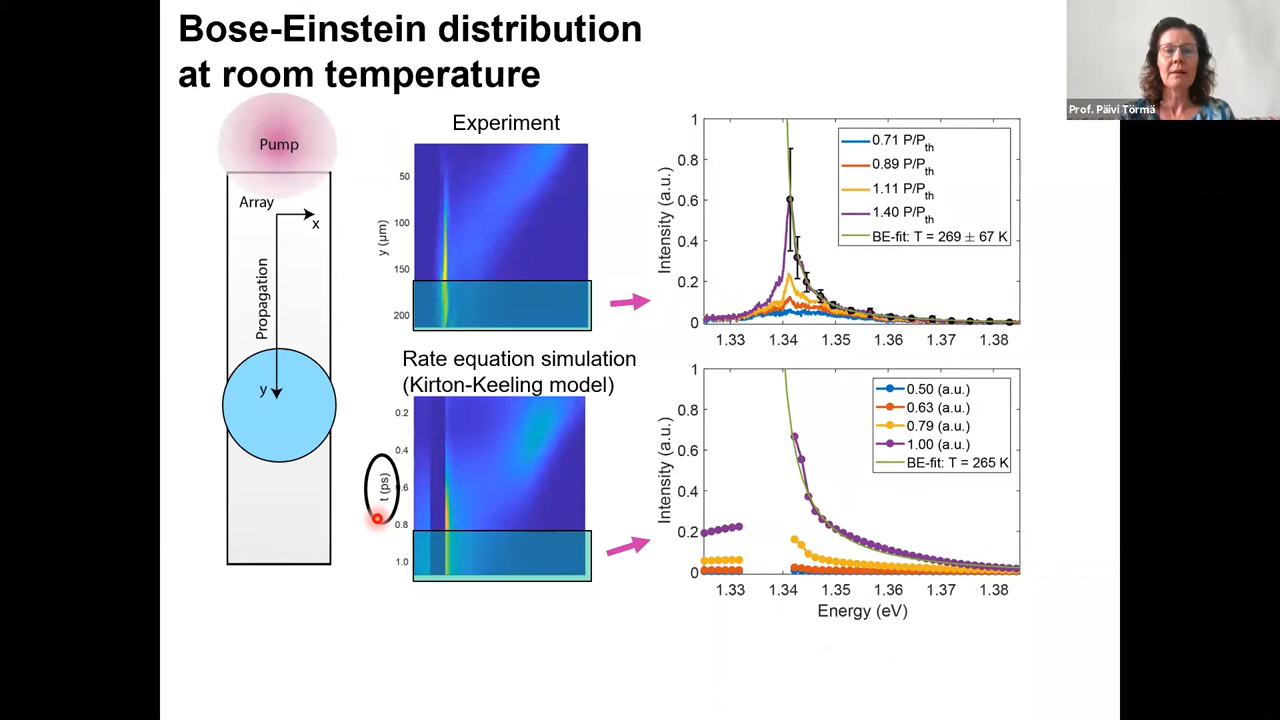 Bose-Einstein distribution
at room temperature
Prof. Päivi Törmä
Pump
Array
x
Propagation
y
Experiment
y (μm)
50
100
150
200
Intensity (a.u.)
1
0.8
0.6
0.4
0.2
0
1.33
1.34
1.35
1.36
1.37
1.38
0.71 P/Pth
0.89 P/Pth
1.11 P/Pth
1.40 P/Pth
BE-fit: T = 269 ± 67 K
Rate equation simulation
(Kirton-Keeling model)
t (ps)
0.2
0.4
0.6
0.8
1.0
Intensity (a.u.)
1
0.8
0.6
0.4
0.2
0
1.33
1.34
1.35
1.36
1.37
1.38
Energy (eV)
0.50 (a.u.)
0.63 (a.u.)
0.79 (a.u.)
1.00 (a.u.)
BE-fit: T = 265 K